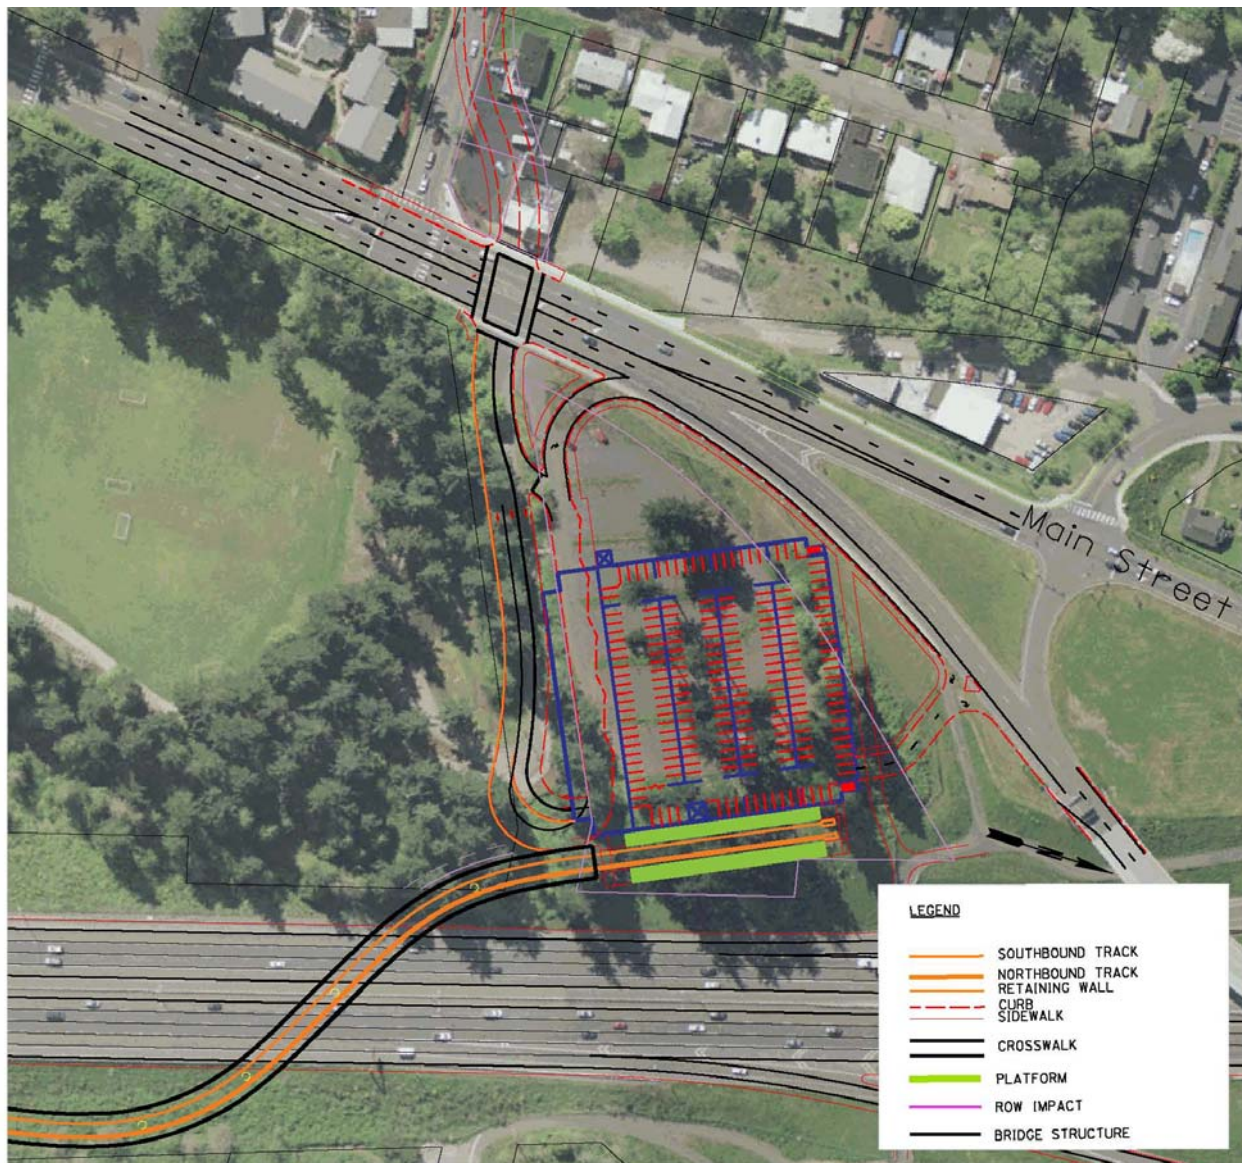 Main Street
LEGEND
SOUTHBOUND TRACK
NORTHBOUND TRACK
RETAINING WALL
CURB
SIDEWALK
CROSSWALK
PLATFORM
ROW IMPACT
BRIDGE STRUCTURE